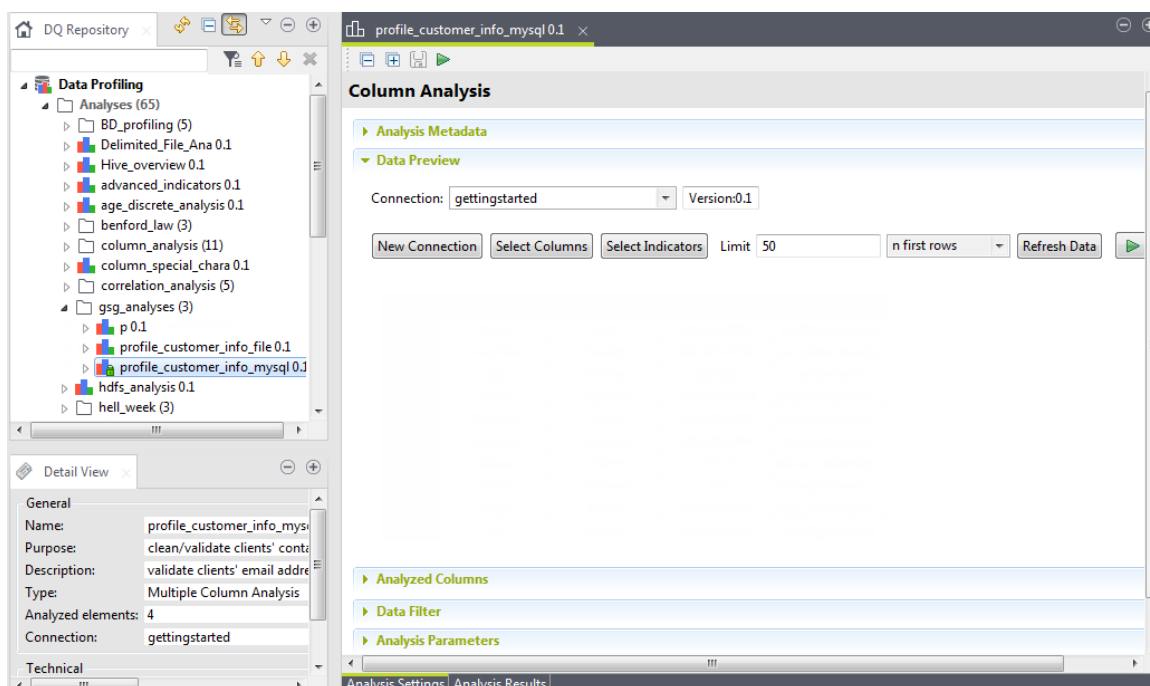 DQ Repository
Data Profiling
Analyses (65)
BD_profiling (5)
Delimited_File_Ana 0.1
Hive_overview 0.1
advanced_indicators 0.1
age_discrete_analysis 0.1
benford_law (3)
column_analysis (11)
column_special_chara 0.1
correlation_analysis (5)
gsg_analyses (3)
p 0.1
profile_customer_info_file 0.1
profile_customer_info_mysql 0.1
hdfs_analysis 0.1
hell_week (3)
Detail View
General
Name: profile_customer_info_mys
Purpose: clean/validate clients' conta
Description: validate clients' email addre
Type: Multiple Column Analysis
Analyzed elements: 4
Connection: gettingstarted
Technical
profile_customer_info_mysql 0.1
Column Analysis
Analysis Metadata
Data Preview
Connection: gettingstarted Version:0.1
New Connection Select Columns Select Indicators Limit 50 n first rows Refresh Data
Analyzed Columns
Data Filter
Analysis Parameters
Analysis Settings Analysis Results